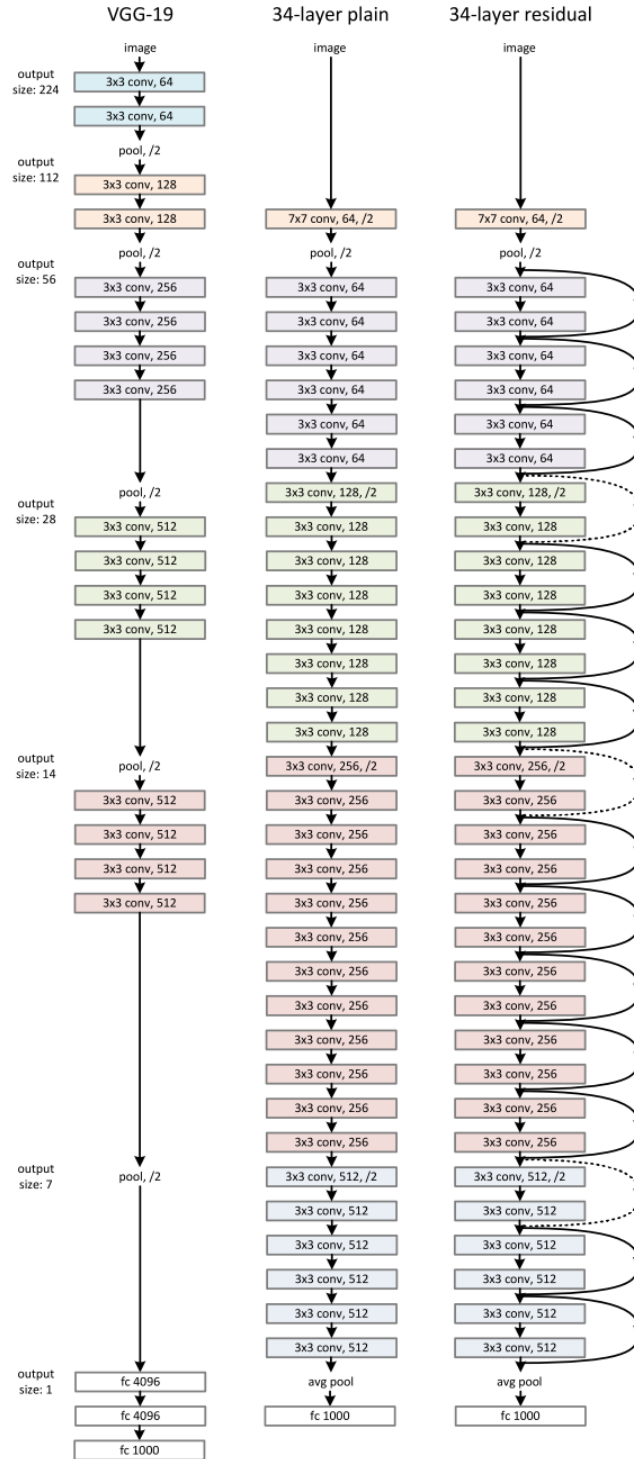 output
size: 224
output
size: 112
output
size: 56
output
size: 28
output
size: 14
output
size: 7
output
size: 1
VGG-19
image
3x3 conv, 64
3x3 conv, 64
pool, /2
3x3 conv, 128
3x3 conv, 128
pool, /2
3x3 conv, 256
3x3 conv, 256
3x3 conv, 256
3x3 conv, 256
pool, /2
3x3 conv, 512
3x3 conv, 512
3x3 conv, 512
3x3 conv, 512
pool, /2
3x3 conv, 512
3x3 conv, 512
3x3 conv, 512
3x3 conv, 512
pool, /2
fc 4096
fc 4096
fc 1000
34-layer plain
image
7x7 conv, 64, /2
pool, /2
3x3 conv, 64
3x3 conv, 64
3x3 conv, 64
3x3 conv, 64
3x3 conv, 64
3x3 conv, 64
3x3 conv, 128, /2
3x3 conv, 128
3x3 conv, 128
3x3 conv, 128
3x3 conv, 128
3x3 conv, 128
3x3 conv, 128
3x3 conv, 128
3x3 conv, 256, /2
3x3 conv, 256
3x3 conv, 256
3x3 conv, 256
3x3 conv, 256
3x3 conv, 256
3x3 conv, 256
3x3 conv, 256
3x3 conv, 256
3x3 conv, 256
3x3 conv, 256
3x3 conv, 256
3x3 conv, 512, /2
3x3 conv, 512
3x3 conv, 512
3x3 conv, 512
3x3 conv, 512
3x3 conv, 512
avg pool
fc 1000
34-layer residual
image
7x7 conv, 64, /2
pool, /2
3x3 conv, 64
3x3 conv, 64
3x3 conv, 64
3x3 conv, 64
3x3 conv, 64
3x3 conv, 64
3x3 conv, 128, /2
3x3 conv, 128
3x3 conv, 128
3x3 conv, 128
3x3 conv, 128
3x3 conv, 128
3x3 conv, 128
3x3 conv, 128
3x3 conv, 256, /2
3x3 conv, 256
3x3 conv, 256
3x3 conv, 256
3x3 conv, 256
3x3 conv, 256
3x3 conv, 256
3x3 conv, 256
3x3 conv, 256
3x3 conv, 256
3x3 conv, 256
3x3 conv, 256
3x3 conv, 512, /2
3x3 conv, 512
3x3 conv, 512
3x3 conv, 512
3x3 conv, 512
3x3 conv, 512
avg pool
fc 1000